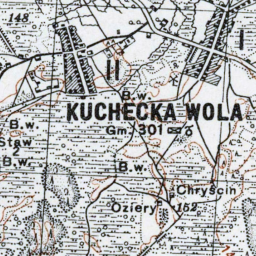 148
I
II
B.w.
KUCHECKA WOLA
Gm. 301
B.w.
Staw
B.w.
B.w.
Chryścin
Oziery
152